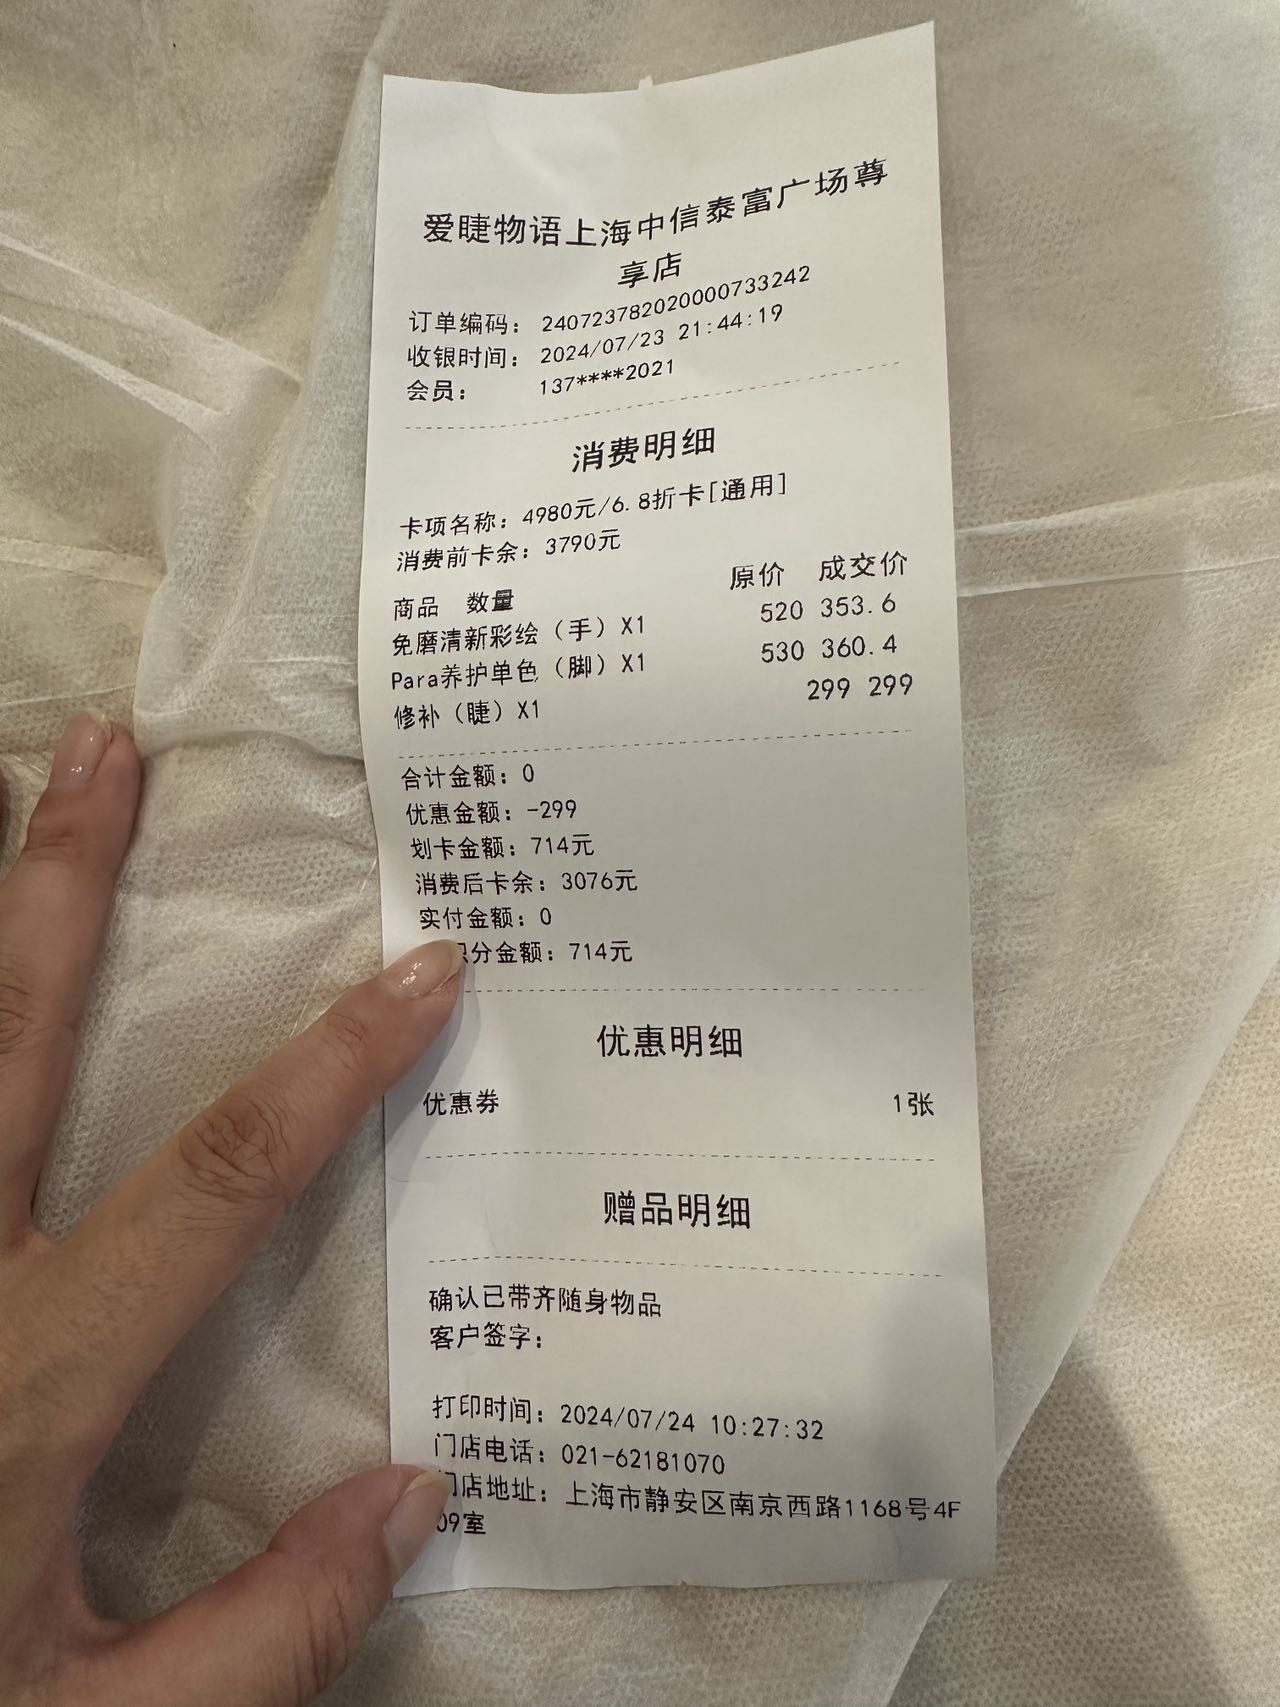 爱睫物语上海中信泰富广场尊
享店
订单编码： 240723782020000733242
收银时间： 2024/07/23 21:44:19
会员： 137****2021
消费明细
卡项名称：4980元/6.8折卡[通用]
消费前卡余：3790元
商品 数量 原价 成交价
免磨清新彩绘（手）X1 520 353.6
Para养护单色（脚）X1 530 360.4
修补（睫）X1 299 299
合计金额：0
优惠金额：-299
划卡金额：714元
消费后卡余：3076元
实付金额：0
积分金额：714元
优惠明细
优惠券 1张
赠品明细
确认已带齐随身物品
客户签字：
打印时间：2024/07/24 10:27:32
门店电话：021-62181070
门店地址：上海市静安区南京西路1168号4F
09室